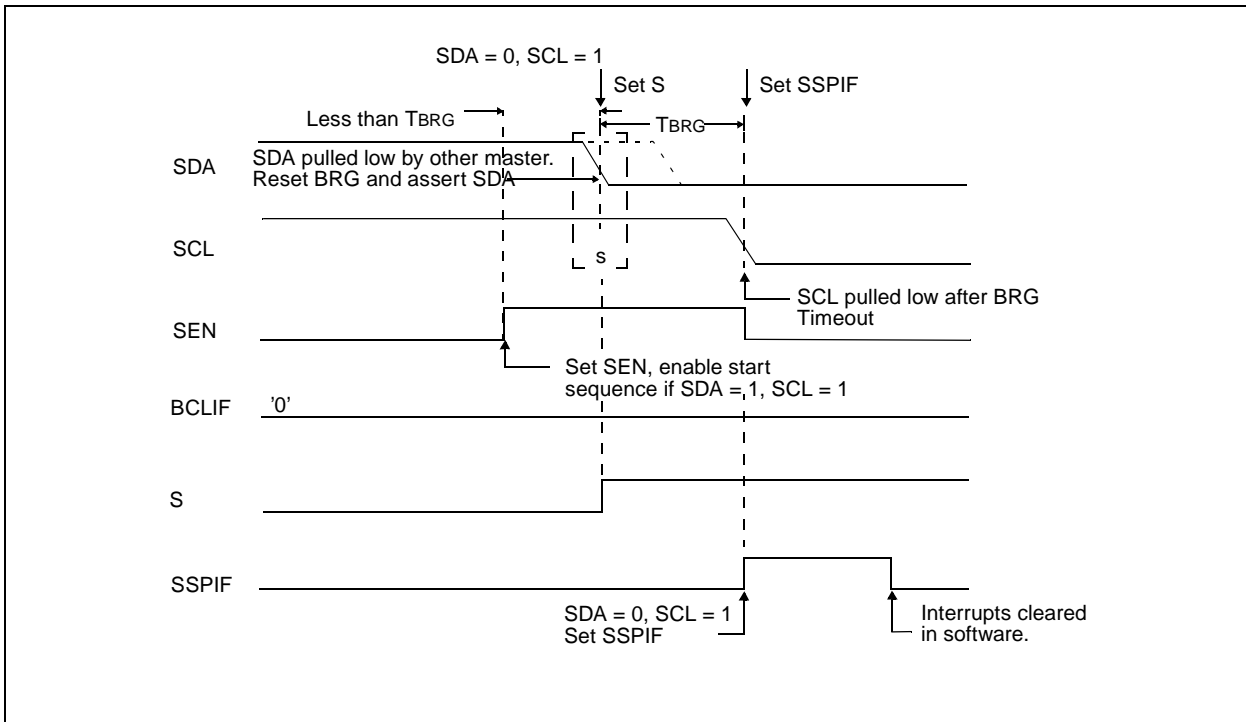 SDA = 0, SCL = 1
Set S
Set SSPIF
Less than TBRG
TBRG
SDA
SDA pulled low by other master.
Reset BRG and assert SDA
SCL
s
SCL pulled low after BRG
Timeout
SEN
Set SEN, enable start
sequence if SDA = 1, SCL = 1
BCLIF
'0'
S
SSPIF
SDA = 0, SCL = 1
Set SSPIF
Interrupts cleared
in software.